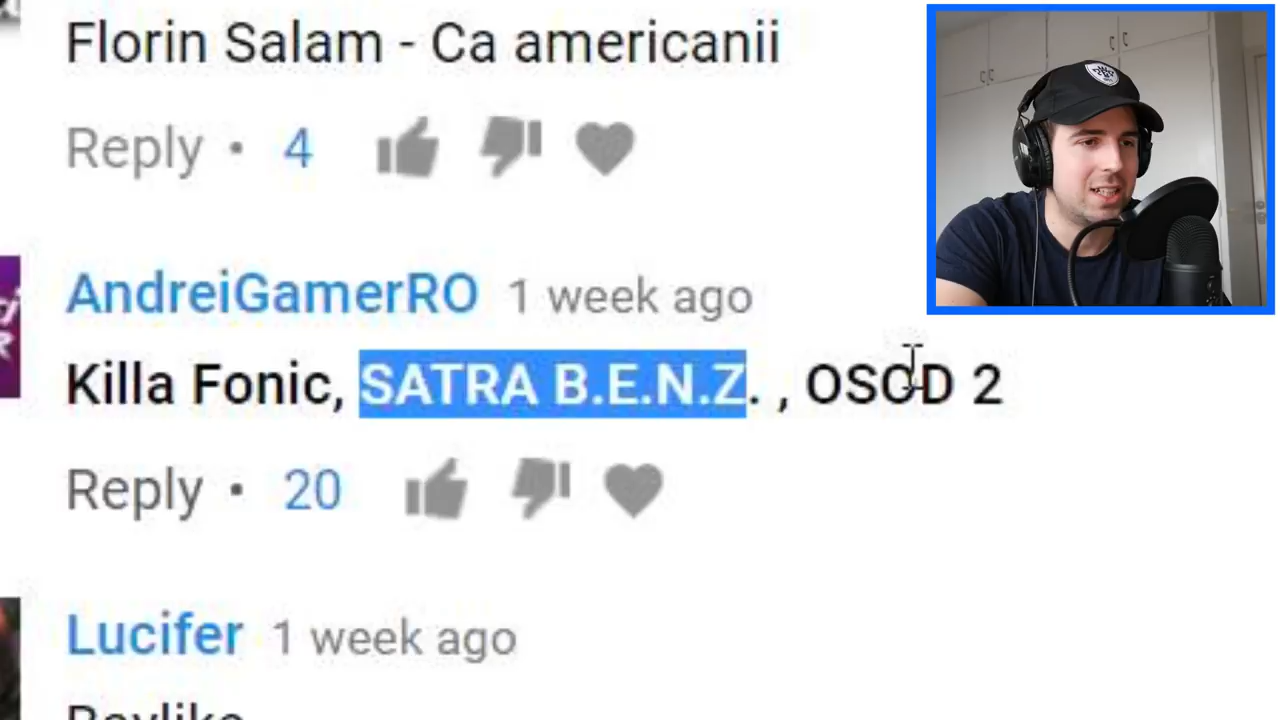 Florin Salam - Ca americanii
Reply • 4
AndreiGamerRO 1 week ago
Killa Fonic, SATRA B.E.N.Z. , OSOD 2
Reply • 20
Lucifer 1 week ago